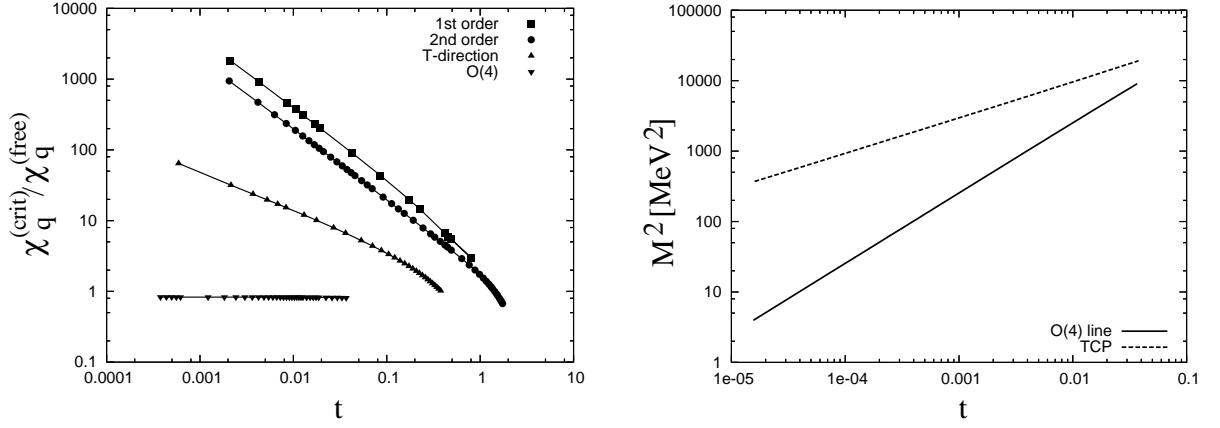 χq(crit)/χq(free)
1000
100
10
1
0.1
0.0001
0.001
0.01
0.1
1
10
t
1st order
2nd order
T-direction
O(4)
M2 [MeV2]
100000
10000
1000
100
10
1
1e-05
1e-04
0.001
0.01
0.1
t
O(4) line
TCP